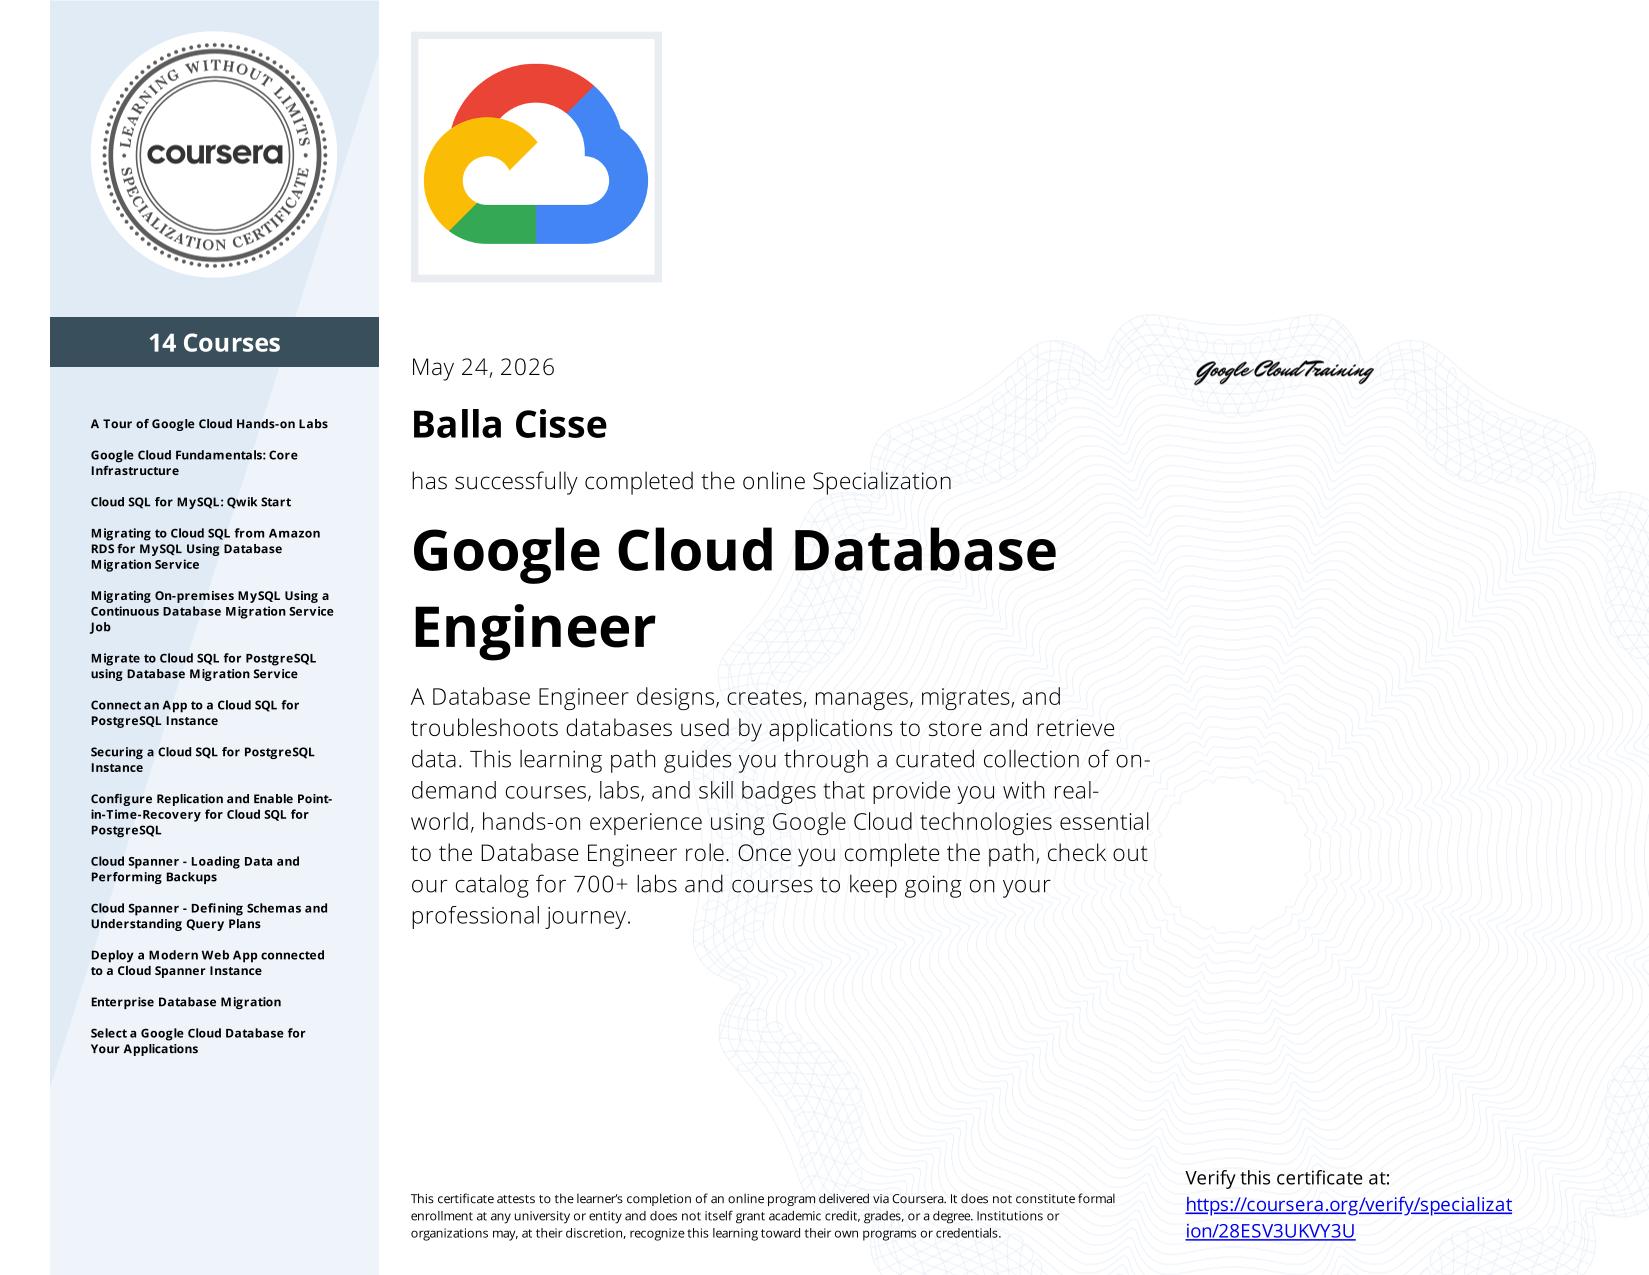 LEARNING WITHOUT LIMITS
coursera
SPECIALIZATION CERTIFICATE
14 Courses
A Tour of Google Cloud Hands-on Labs
Google Cloud Fundamentals: Core
Infrastructure
Cloud SQL for MySQL: Qwik Start
Migrating to Cloud SQL from Amazon
RDS for MySQL Using Database
Migration Service
Migrating On-premises MySQL Using a
Continuous Database Migration Service
Job
Migrate to Cloud SQL for PostgreSQL
using Database Migration Service
Connect an App to a Cloud SQL for
PostgreSQL Instance
Securing a Cloud SQL for PostgreSQL
Instance
Configure Replication and Enable Point-
in-Time-Recovery for Cloud SQL for
PostgreSQL
Cloud Spanner - Loading Data and
Performing Backups
Cloud Spanner - Defining Schemas and
Understanding Query Plans
Deploy a Modern Web App connected
to a Cloud Spanner Instance
Enterprise Database Migration
Select a Google Cloud Database for
Your Applications
May 24, 2026
Balla Cisse
has successfully completed the online Specialization
Google Cloud Database
Engineer
A Database Engineer designs, creates, manages, migrates, and
troubleshoots databases used by applications to store and retrieve
data. This learning path guides you through a curated collection of on-
demand courses, labs, and skill badges that provide you with real-
world, hands-on experience using Google Cloud technologies essential
to the Database Engineer role. Once you complete the path, check out
our catalog for 700+ labs and courses to keep going on your
professional journey.
Google Cloud Training
This certificate attests to the learner’s completion of an online program delivered via Coursera. It does not constitute formal
enrollment at any university or entity and does not itself grant academic credit, grades, or a degree. Institutions or
organizations may, at their discretion, recognize this learning toward their own programs or credentials.
Verify this certificate at:
https://coursera.org/verify/specializat
ion/28ESV3UKVY3U